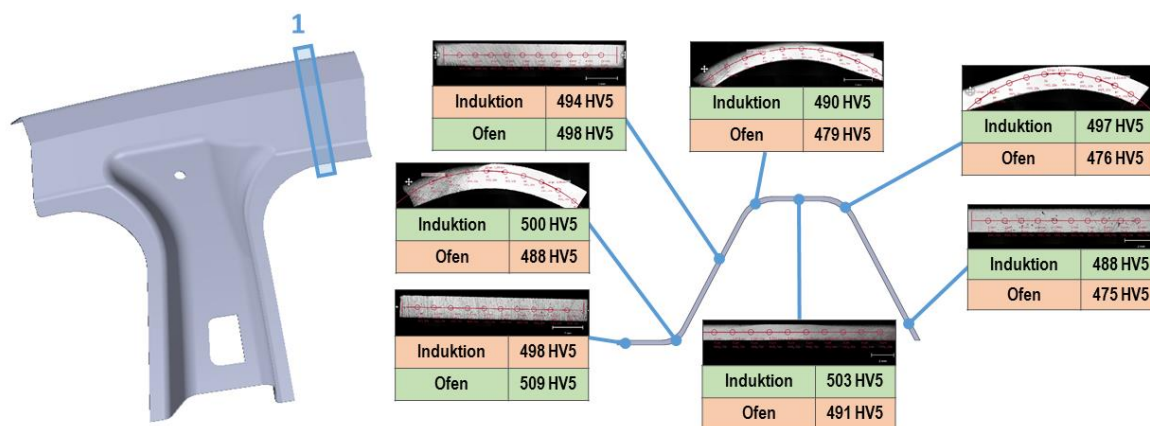 1
Induktion 494 HV5
Ofen 498 HV5
Induktion 490 HV5
Ofen 479 HV5
Induktion 497 HV5
Ofen 476 HV5
Induktion 500 HV5
Ofen 488 HV5
Induktion 488 HV5
Ofen 475 HV5
Induktion 498 HV5
Ofen 509 HV5
Induktion 503 HV5
Ofen 491 HV5